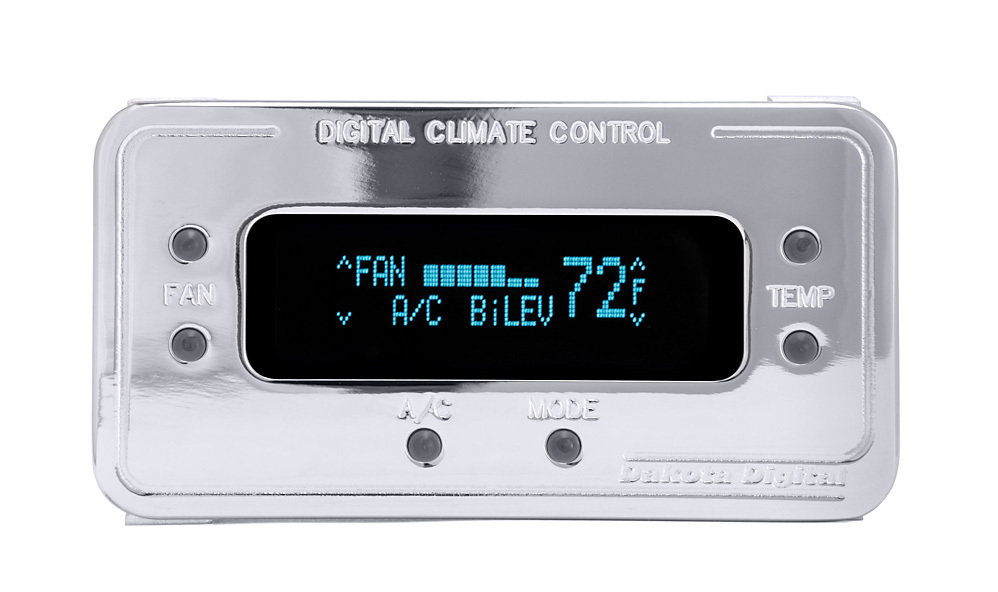 DIGITAL CLIMATE CONTROL
FAN
^FAN 72 ^F
A/C BiLEV
TEMP
A/C MODE
Dakota Digital